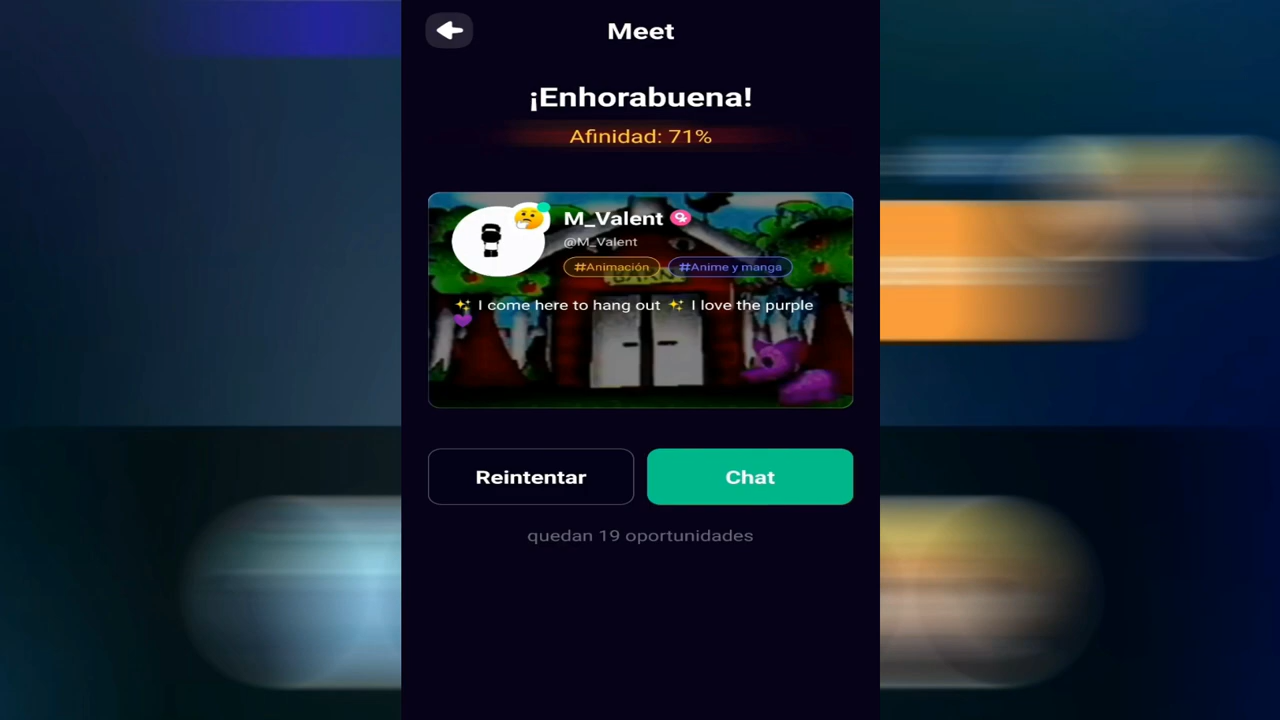 Meet
¡Enhorabuena!
Afinidad: 71%
M_Valent
@M_Valent
#Animación #Anime y manga
✨ I come here to hang out ✨ I love the purple
💜
Reintentar Chat
quedan 19 oportunidades